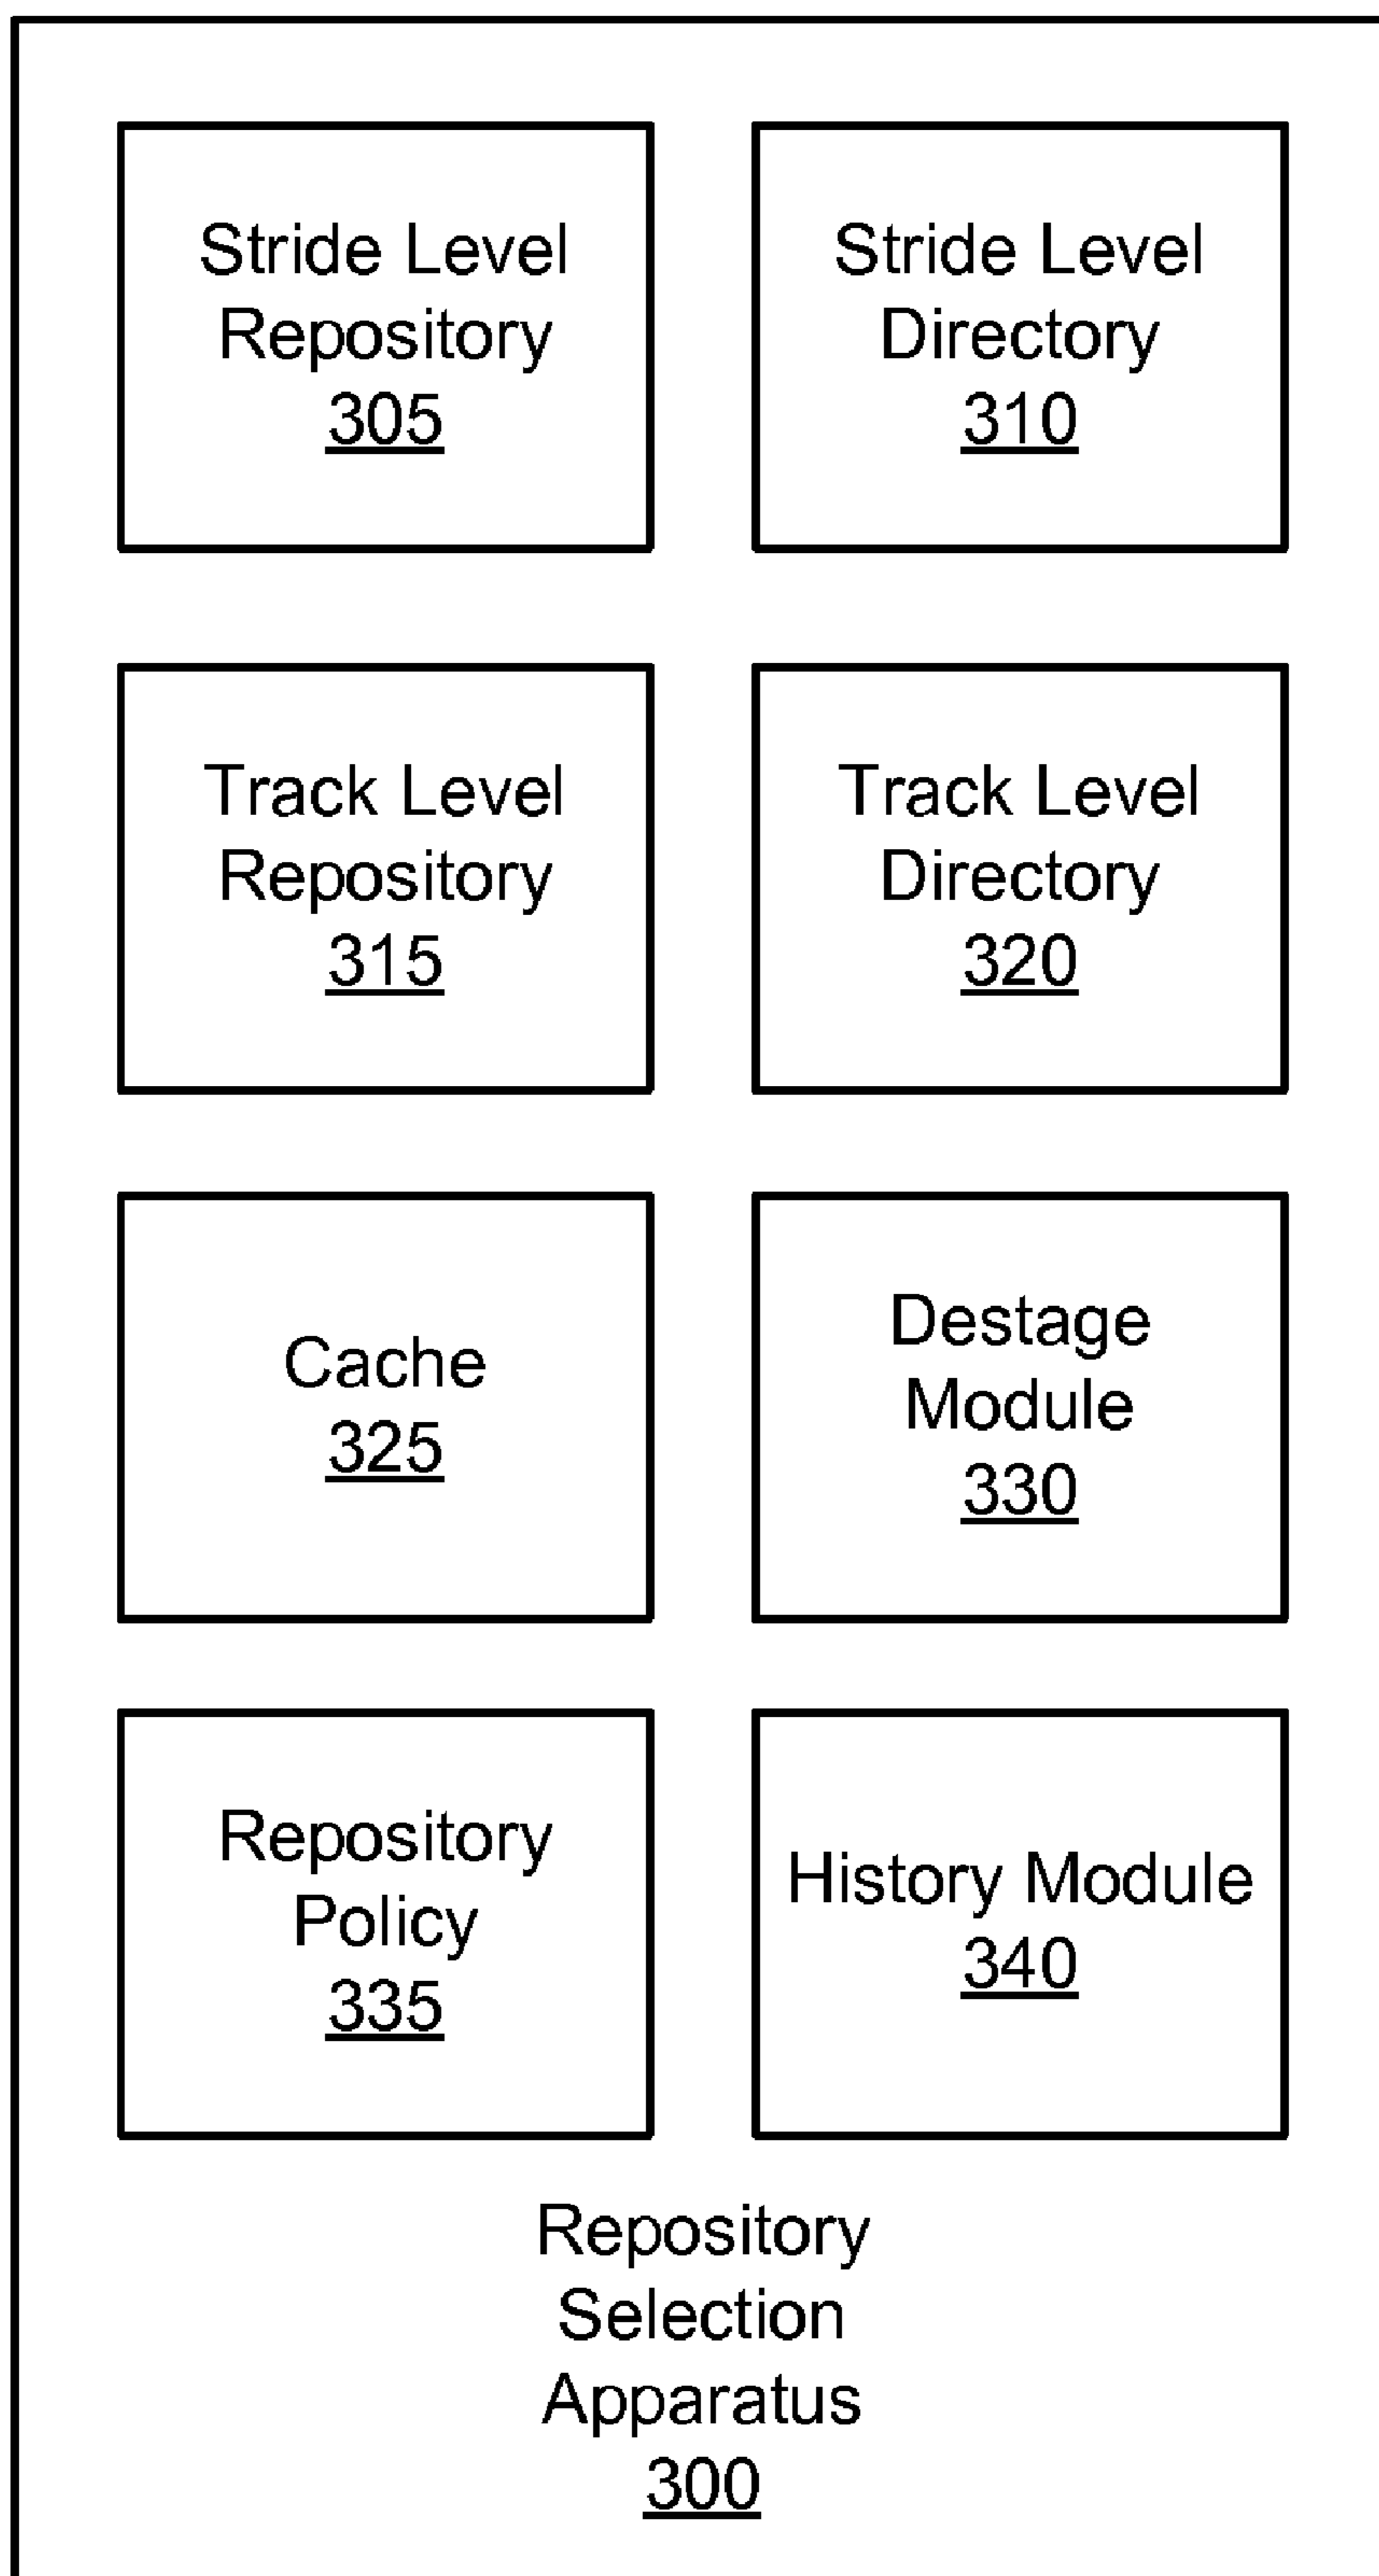 Stride Level
Repository
305
Stride Level
Directory
310
Track Level
Repository
315
Track Level
Directory
320
Cache
325
Destage
Module
330
Repository
Policy
335
History Module
340
Repository
Selection
Apparatus
300